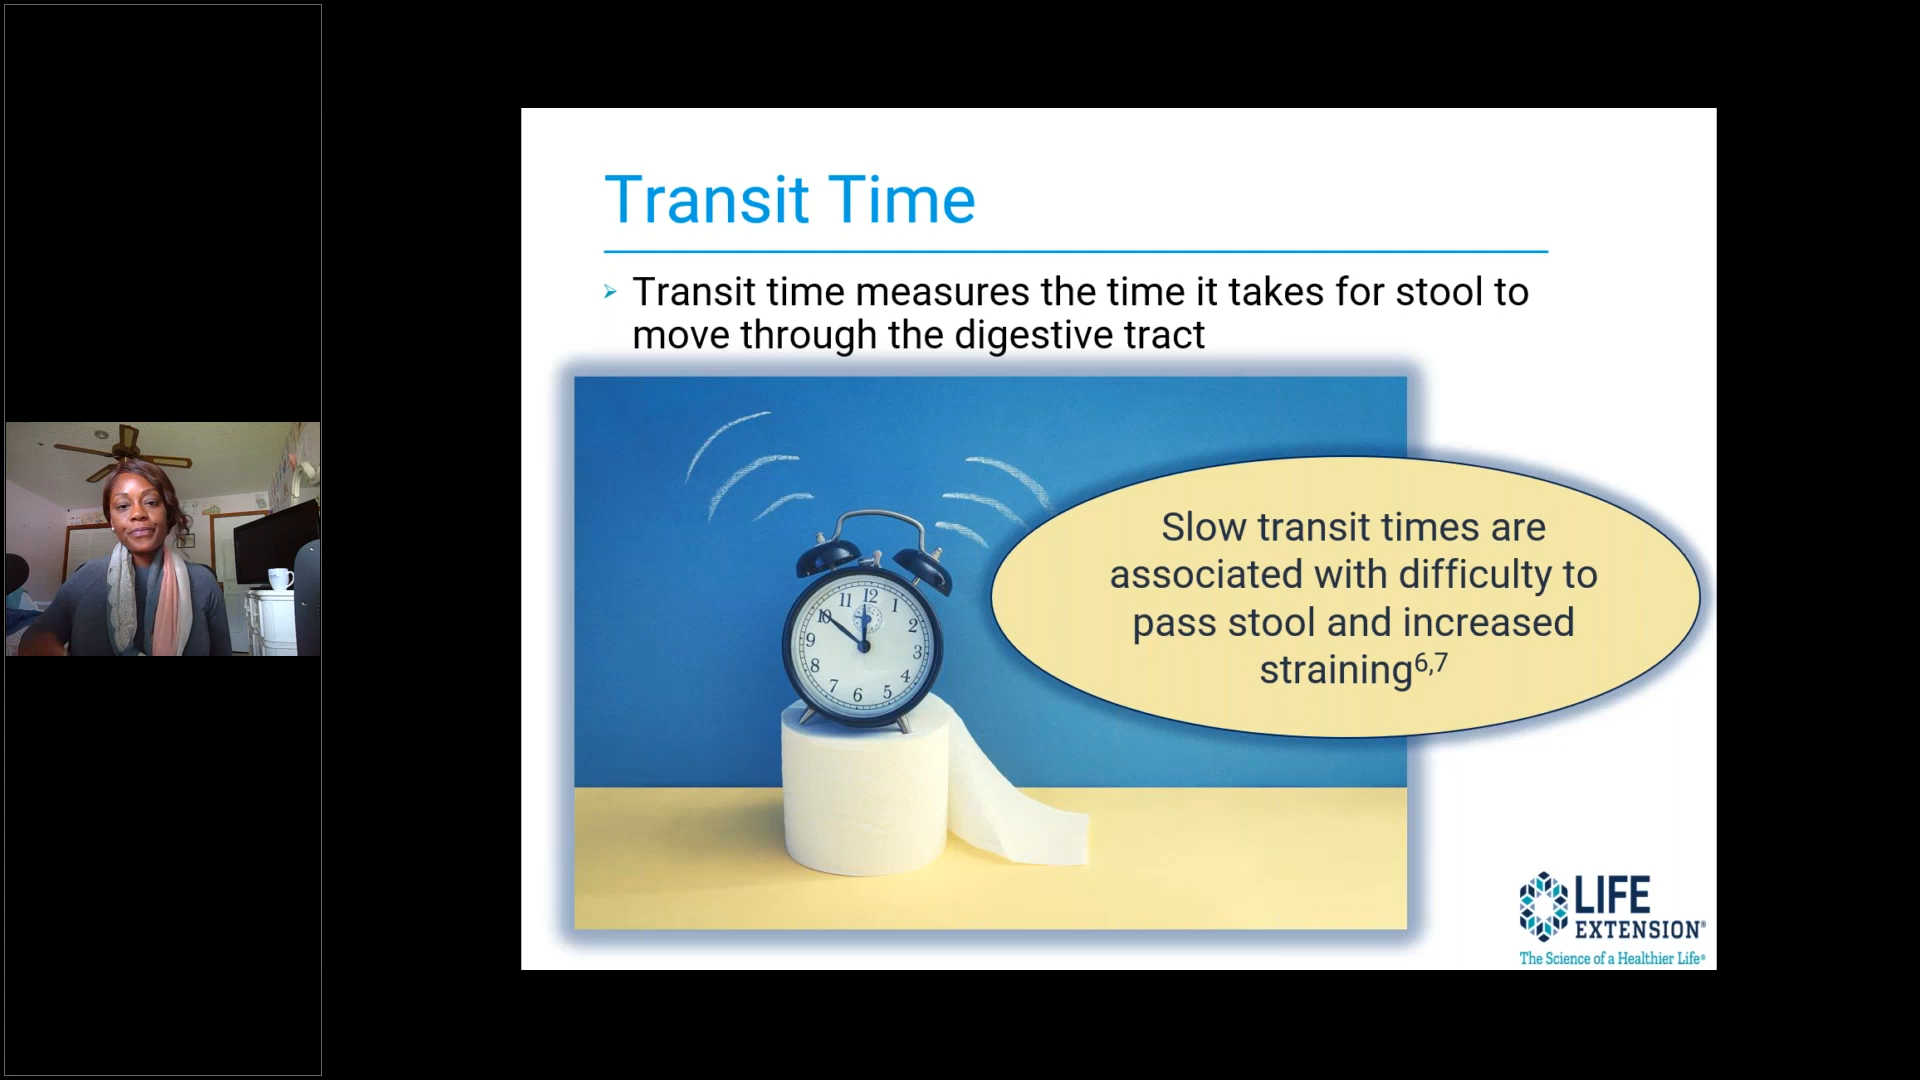 Transit Time
➢ Transit time measures the time it takes for stool to
move through the digestive tract
11 12 1
10 2
9 3
8 4
7 6 5
Slow transit times are
associated with difficulty to
pass stool and increased
straining6,7
LIFE
EXTENSION®
The Science of a Healthier Life®